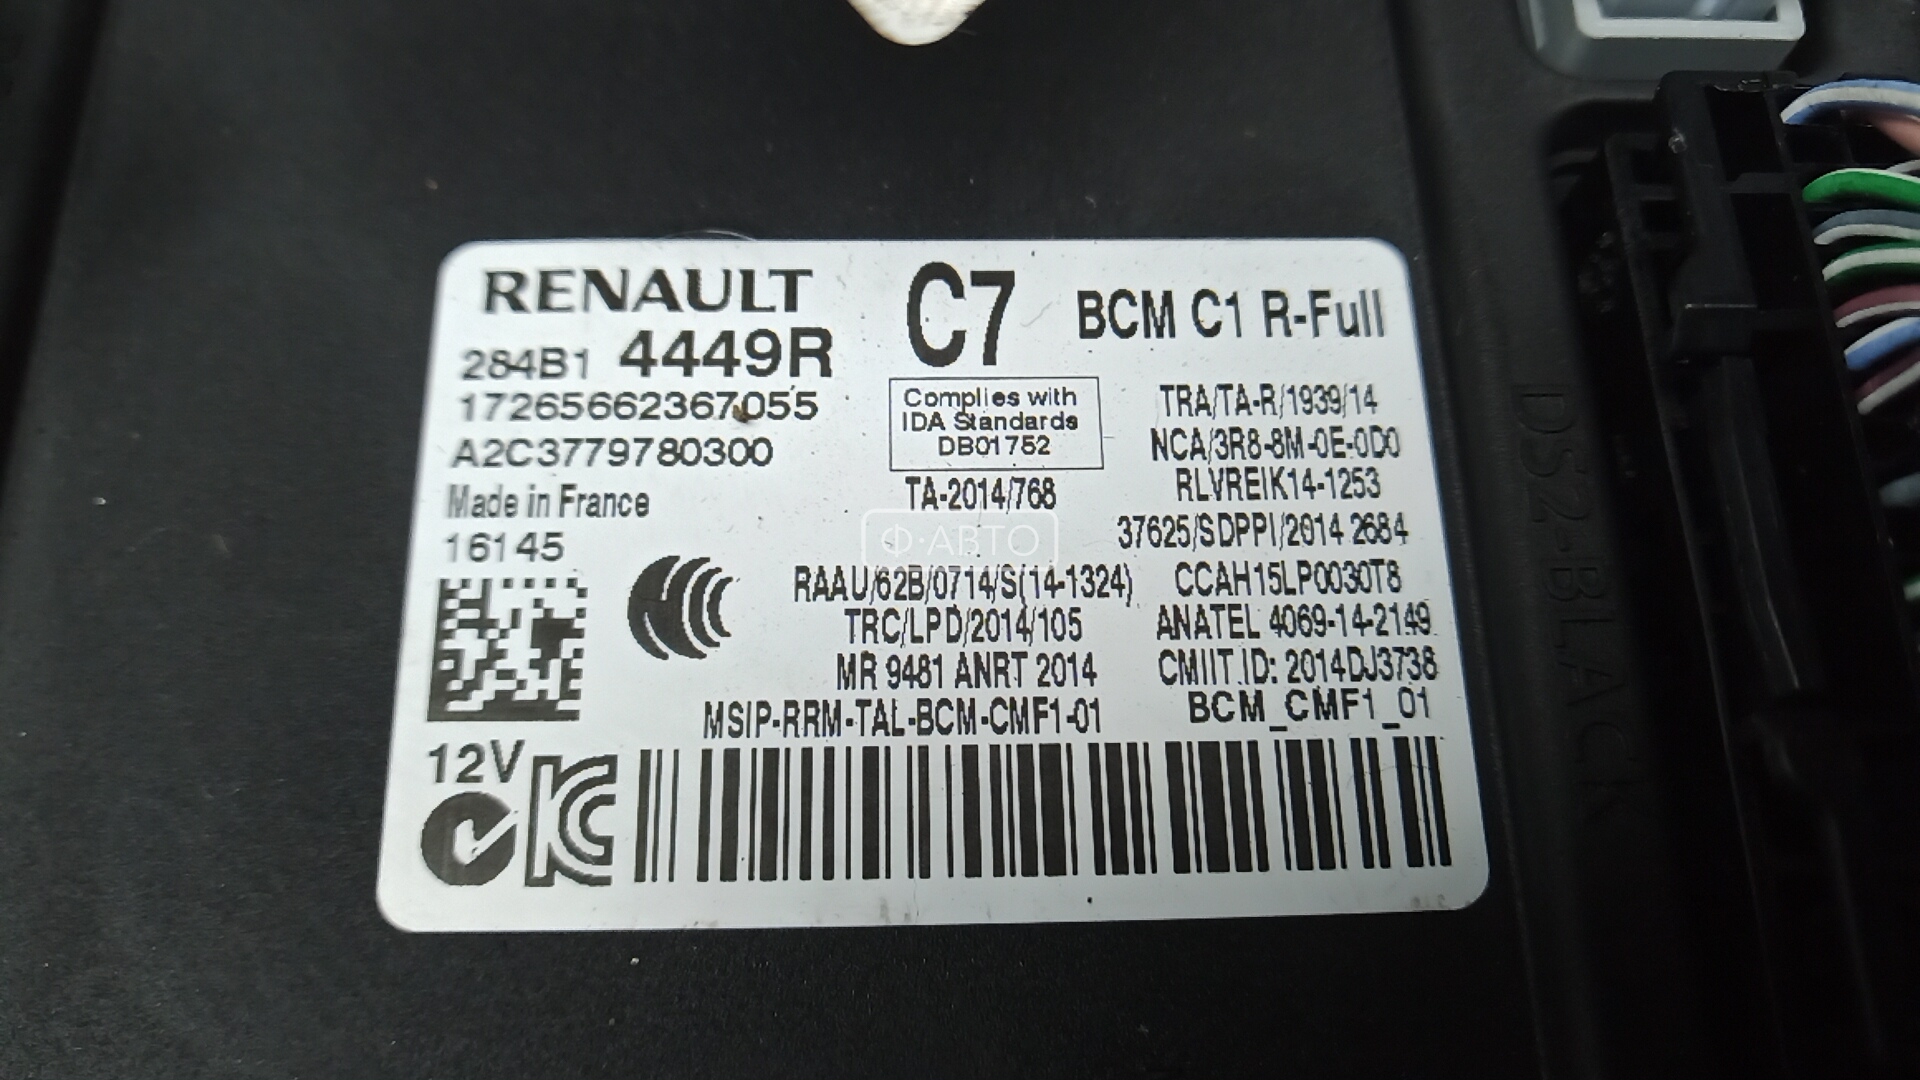 RENAULT
C7
BCM C1 R-Full
284B1 4449R
17265662367055
A2C3779780300
Made in France
16145
Complies with
IDA Standards
DB01752
TA-2014/768
TRA/TA-R/1939/14
NCA/3R8-8M-0E-0D0
RLVREIK14-1253
37625/SDPPI/2014 2684
Ф·АВТО
RAAU/62B/0714/S(14-1324)
CCAH15LP0030T8
TRC/LPD/2014/105
ANATEL 4069-14-2149
MR 9481 ANRT 2014
CMIIT ID: 2014DJ3738
MSIP-RRM-TAL-BCM-CMF1-01
BCM_CMF1_01
12V
DS2-BLACK